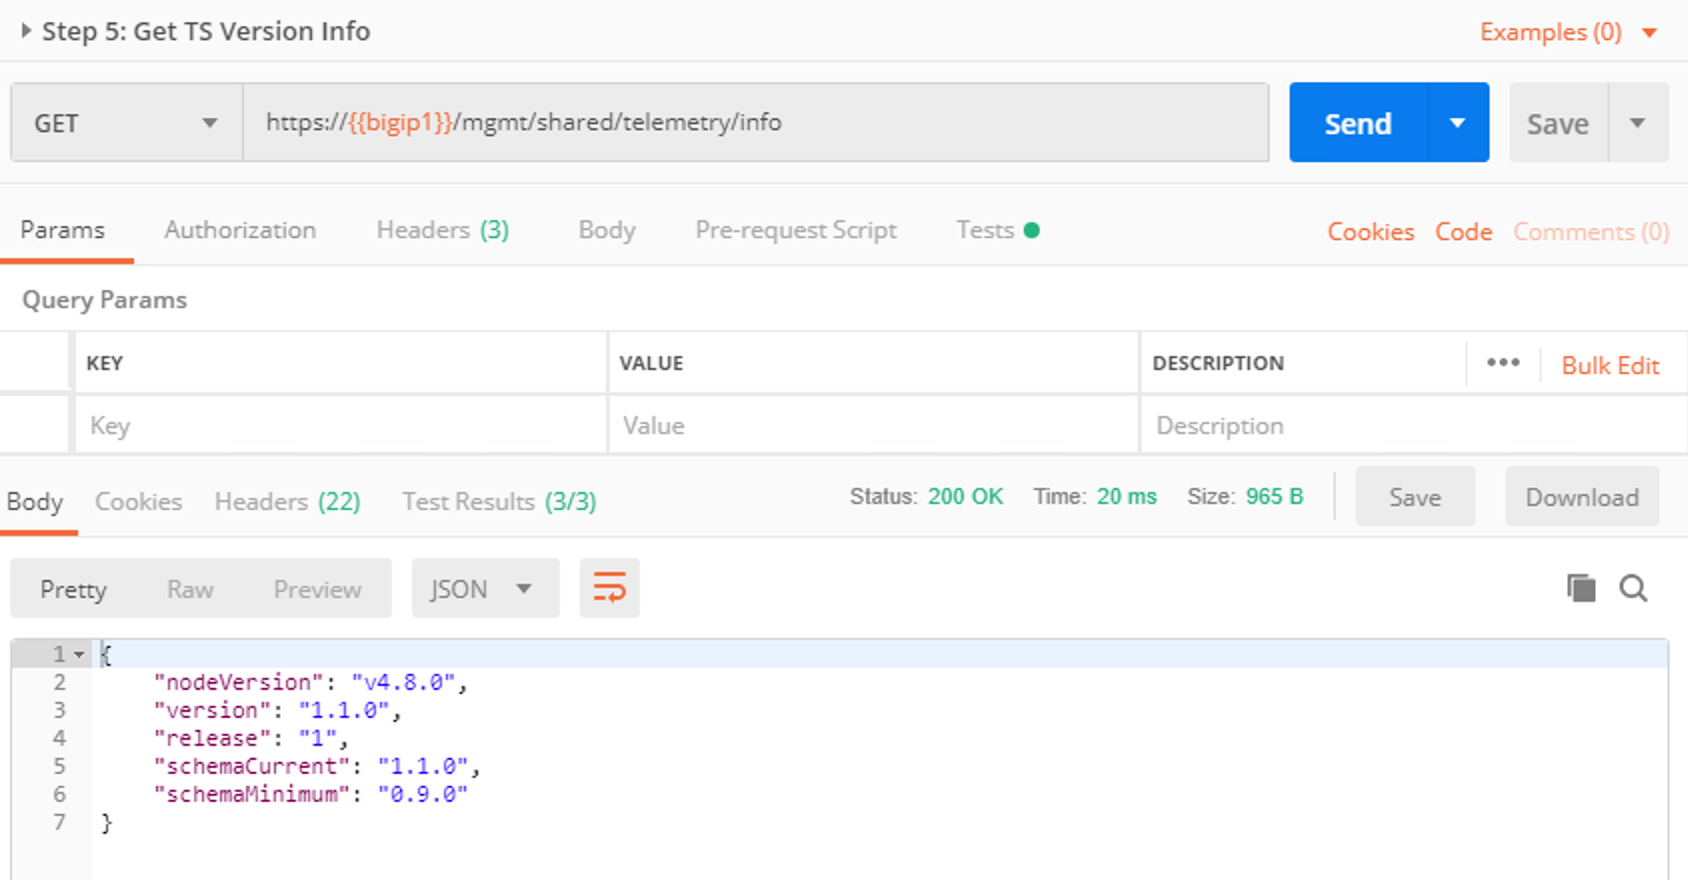 Step 5: Get TS Version Info
Examples (0)
GET
https://{{bigip1}}/mgmt/shared/telemetry/info
Send
Save
Params
Authorization
Headers (3)
Body
Pre-request Script
Tests
Cookies
Code
Comments (0)
Query Params
KEY
VALUE
DESCRIPTION
Bulk Edit
Key
Value
Description
Body
Cookies
Headers (22)
Test Results (3/3)
Status: 200 OK
Time: 20 ms
Size: 965 B
Save
Download
Pretty
Raw
Preview
JSON
1 {
2 "nodeVersion": "v4.8.0",
3 "version": "1.1.0",
4 "release": "1",
5 "schemaCurrent": "1.1.0",
6 "schemaMinimum": "0.9.0"
7 }